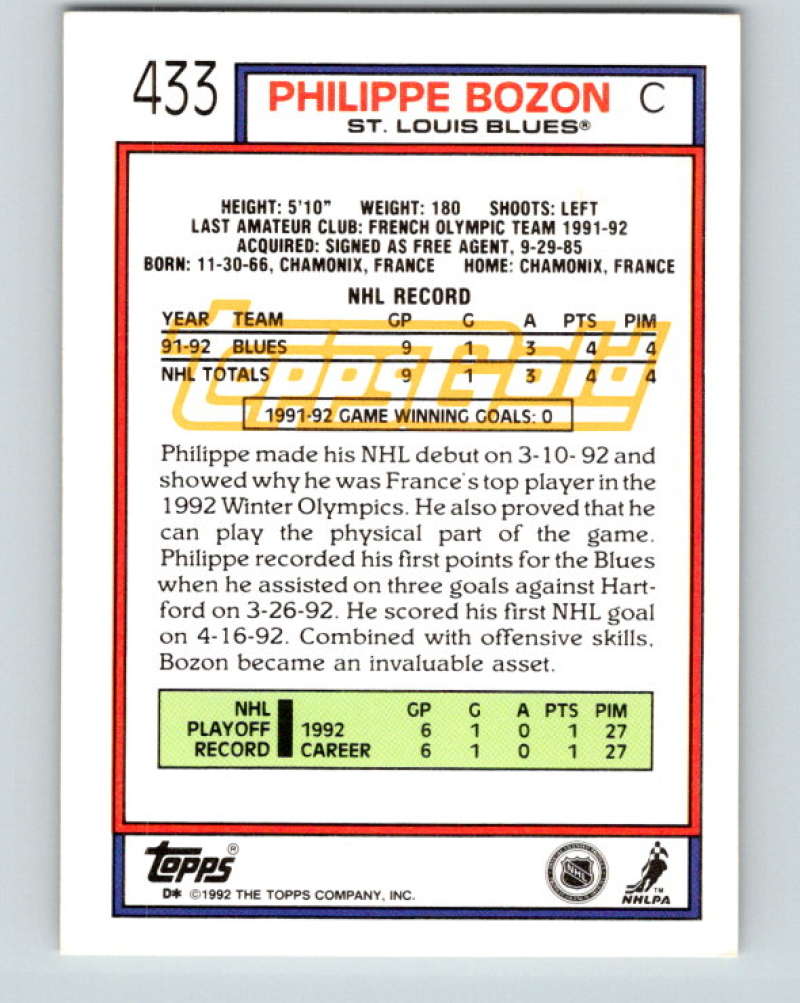 433
PHILIPPE BOZON C
ST. LOUIS BLUES®
HEIGHT: 5'10" WEIGHT: 180 SHOOTS: LEFT
LAST AMATEUR CLUB: FRENCH OLYMPIC TEAM 1991-92
ACQUIRED: SIGNED AS FREE AGENT, 9-29-85
BORN: 11-30-66, CHAMONIX, FRANCE HOME: CHAMONIX, FRANCE
NHL RECORD
YEAR TEAM GP G A PTS PIM
91-92 BLUES 9 1 3 4 4
NHL TOTALS 9 1 3 4 4
ToppsGold
1991-92 GAME WINNING GOALS: 0
Philippe made his NHL debut on 3-10- 92 and
showed why he was France's top player in the
1992 Winter Olympics. He also proved that he
can play the physical part of the game.
Philippe recorded his first points for the Blues
when he assisted on three goals against Hart-
ford on 3-26-92. He scored his first NHL goal
on 4-16-92. Combined with offensive skills,
Bozon became an invaluable asset.
NHL GP G A PTS PIM
PLAYOFF 1992 6 1 0 1 27
RECORD CAREER 6 1 0 1 27
Topps®
D* ©1992 THE TOPPS COMPANY, INC.
NHL
™
NHLPA